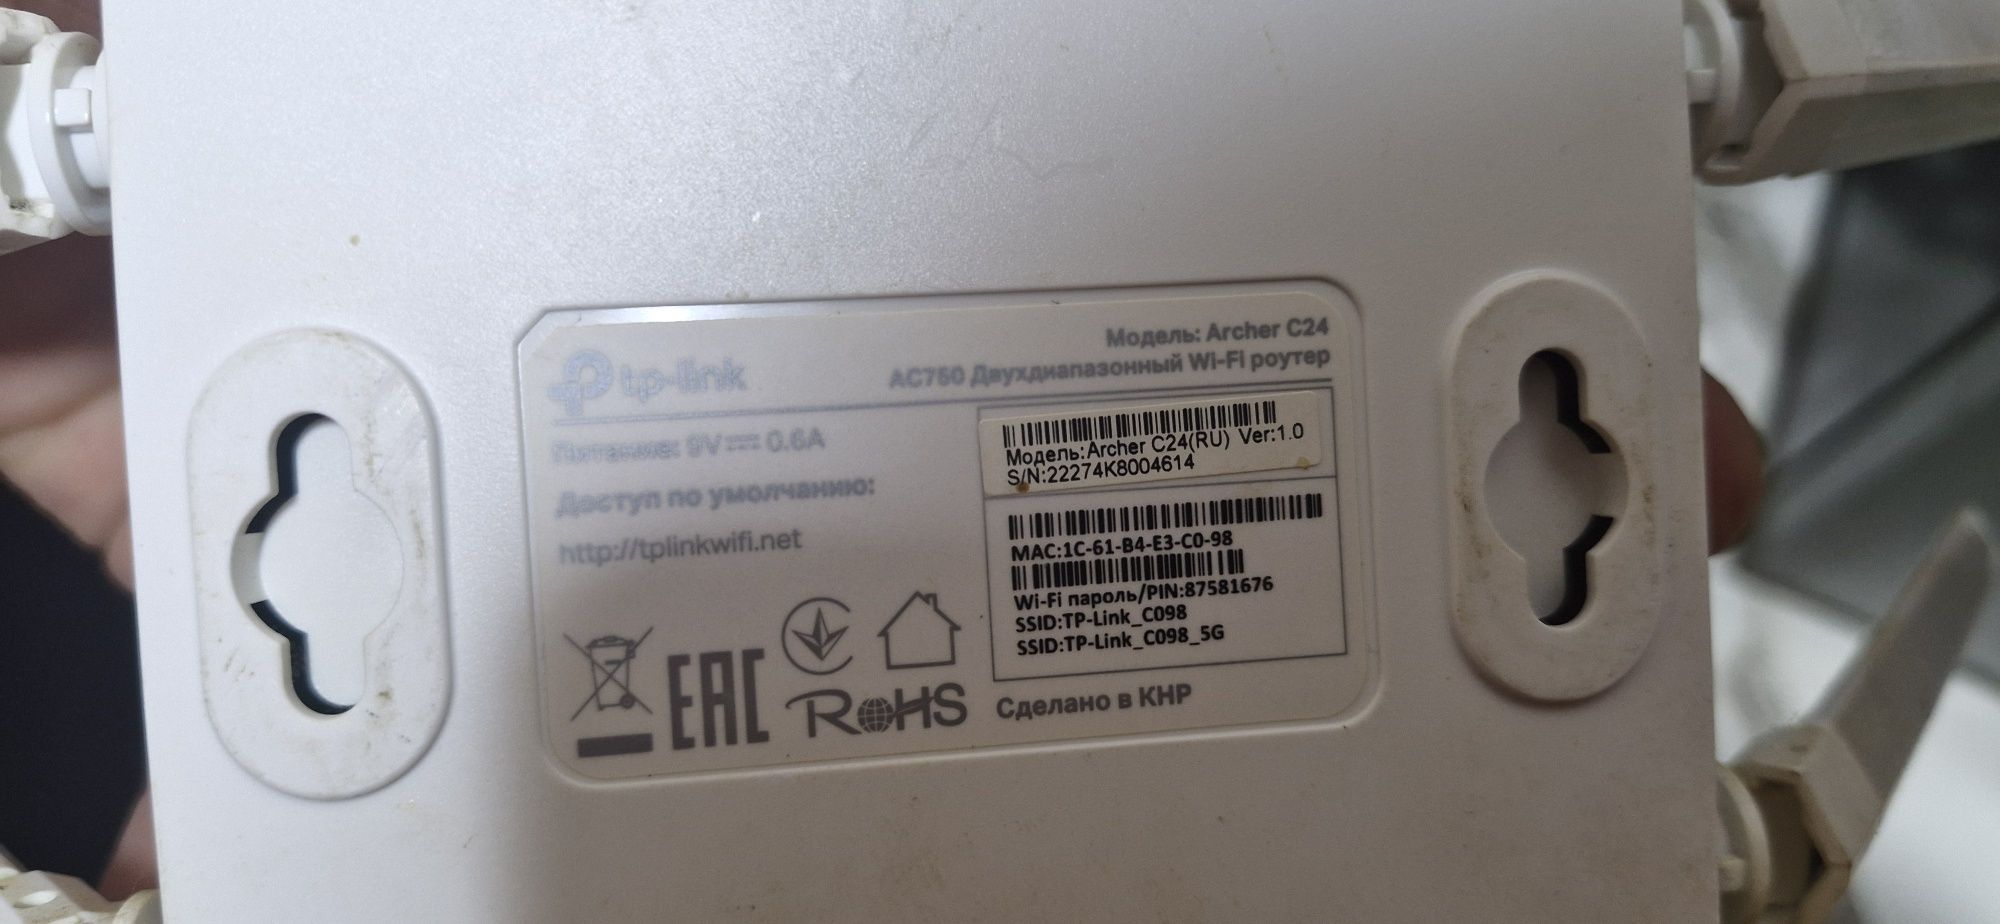 tp-link
Модель: Archer C24
AC750 Двухдиапазонный Wi-Fi роутер
Питание: 9V 0.6A
Доступ по умолчанию:
http://tplinkwifi.net
Модель:Archer C24(RU) Ver:1.0
S/N:22274K8004614
MAC:1C-61-B4-E3-C0-98
Wi-Fi пароль/PIN:87581676
SSID:TP-Link_C098
SSID:TP-Link_C098_5G
EAC
RoHS
Сделано в КНР